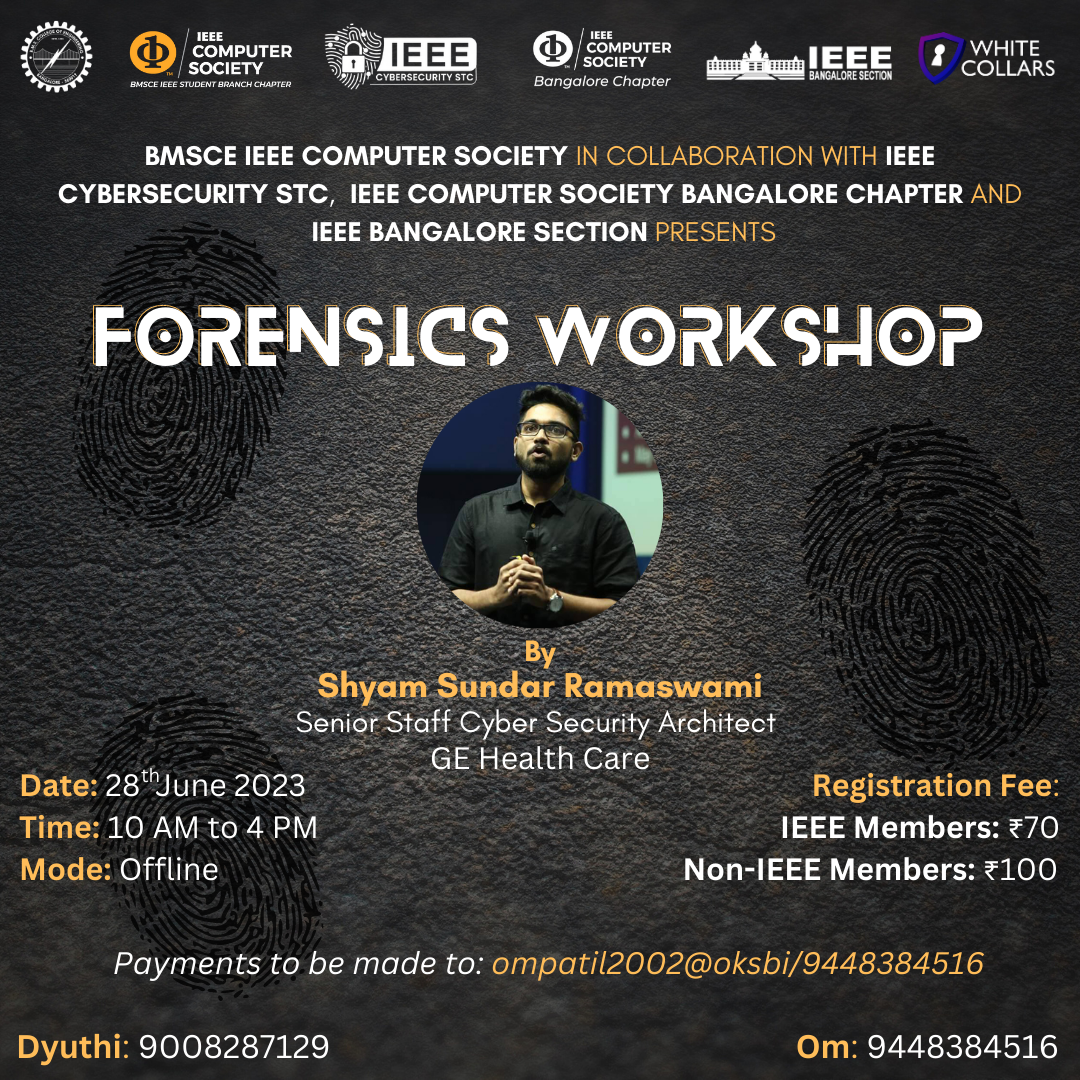 IEEE
COMPUTER
SOCIETY
BMSCE IEEE STUDENT BRANCH CHAPTER
IEEE
CYBERSECURITY STC
IEEE
COMPUTER
SOCIETY
Bangalore Chapter
IEEE
BANGALORE SECTION
WHITE
COLLARS
BMSCE IEEE COMPUTER SOCIETY IN COLLABORATION WITH IEEE
CYBERSECURITY STC, IEEE COMPUTER SOCIETY BANGALORE CHAPTER AND
IEEE BANGALORE SECTION PRESENTS
FORENSICS WORKSHOP
By
Shyam Sundar Ramaswami
Senior Staff Cyber Security Architect
GE Health Care
Date: 28th June 2023
Time: 10 AM to 4 PM
Mode: Offline
Registration Fee:
IEEE Members: ₹70
Non-IEEE Members: ₹100
Payments to be made to: ompatil2002@oksbi/9448384516
Dyuthi: 9008287129
Om: 9448384516